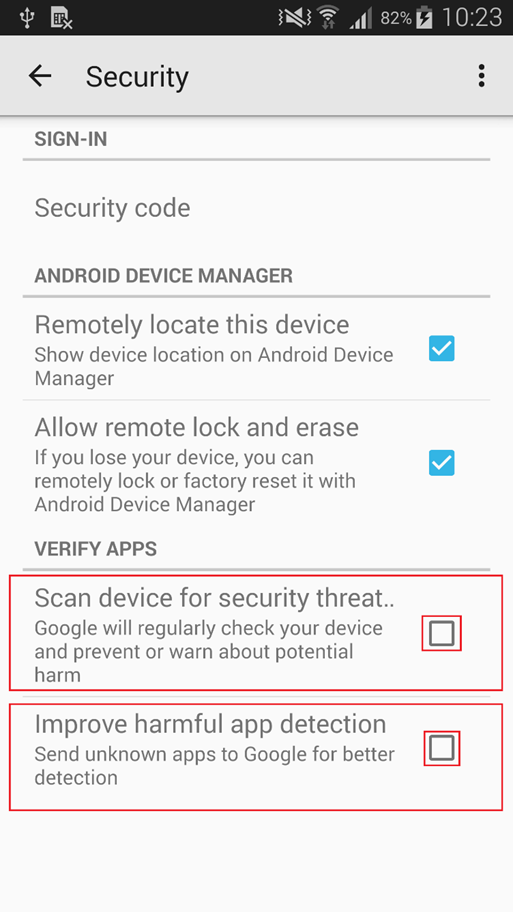 82% 10:23
Security
SIGN-IN
Security code
ANDROID DEVICE MANAGER
Remotely locate this device
Show device location on Android Device
Manager
Allow remote lock and erase
If you lose your device, you can
remotely lock or factory reset it with
Android Device Manager
VERIFY APPS
Scan device for security threat..
Google will regularly check your device
and prevent or warn about potential
harm
Improve harmful app detection
Send unknown apps to Google for better
detection